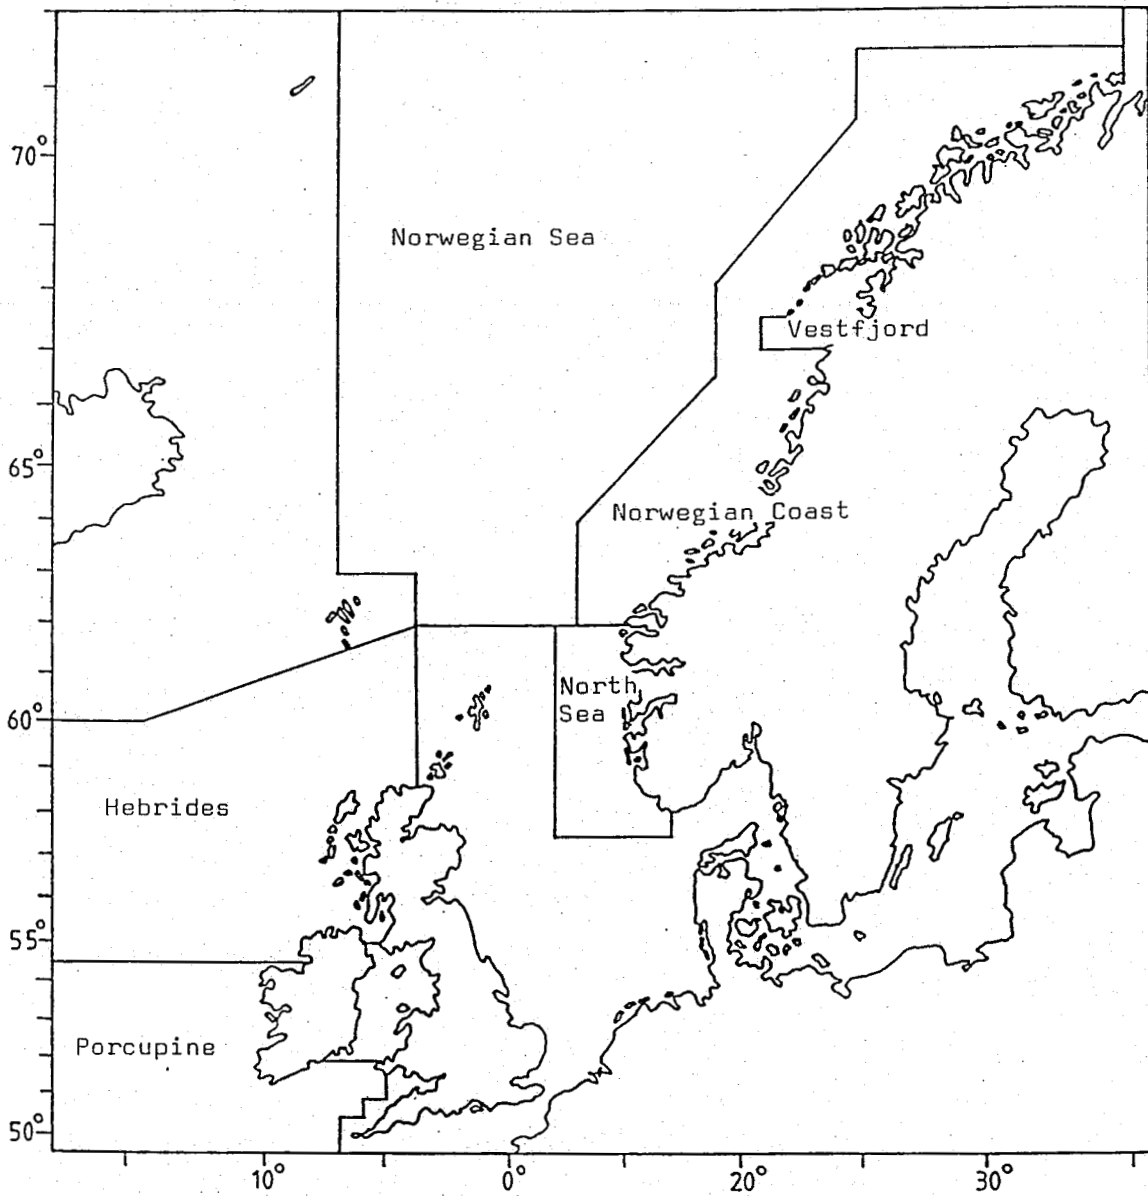 70°
Norwegian Sea
Vestfjord
65°
Norwegian Coast
North
Sea
60°
Hebrides
55°
Porcupine
50°
10°
0°
20°
30°